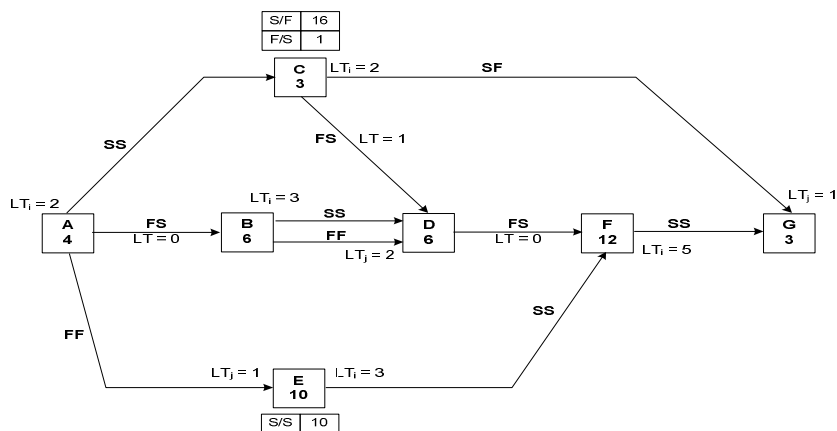 S/F 16
F/S 1
C
3
LTi = 2
SF
SS
FS
LT = 1
LTi = 2
LTi = 3
LTj = 1
A
4
FS
LT = 0
B
6
SS
FF
LTj = 2
D
6
FS
LT = 0
F
12
SS
LTi = 5
G
3
FF
SS
LTj = 1
LTi = 3
E
10
S/S 10